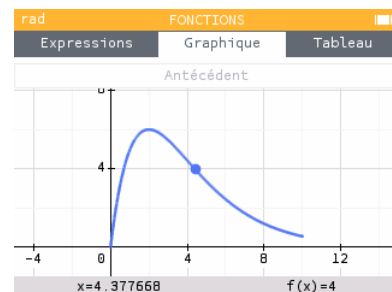 rad FONCTIONS
Expressions Graphique Tableau
Antécédent
4
-4 0 4 8 12
x=4.377668 f(x)=4